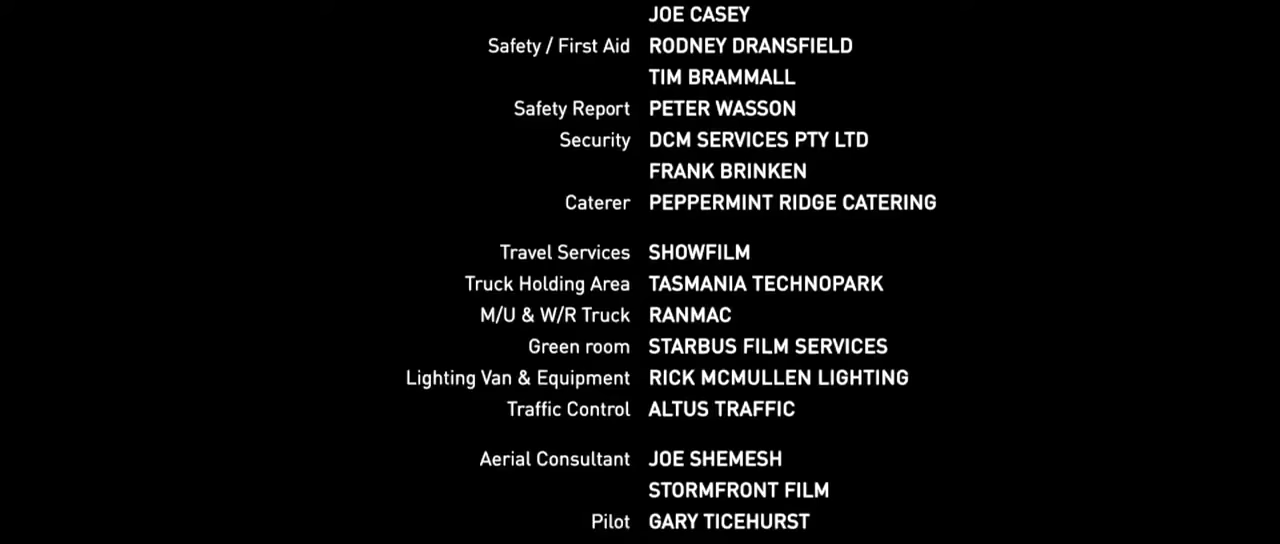 JOE CASEY
Safety / First Aid RODNEY DRANSFIELD
TIM BRAMMALL
Safety Report PETER WASSON
Security DCM SERVICES PTY LTD
FRANK BRINKEN
Caterer PEPPERMINT RIDGE CATERING
Travel Services SHOWFILM
Truck Holding Area TASMANIA TECHNOPARK
M/U & W/R Truck RANMAC
Green room STARBUS FILM SERVICES
Lighting Van & Equipment RICK MCMULLEN LIGHTING
Traffic Control ALTUS TRAFFIC
Aerial Consultant JOE SHEMESH
STORMFRONT FILM
Pilot GARY TICEHURST